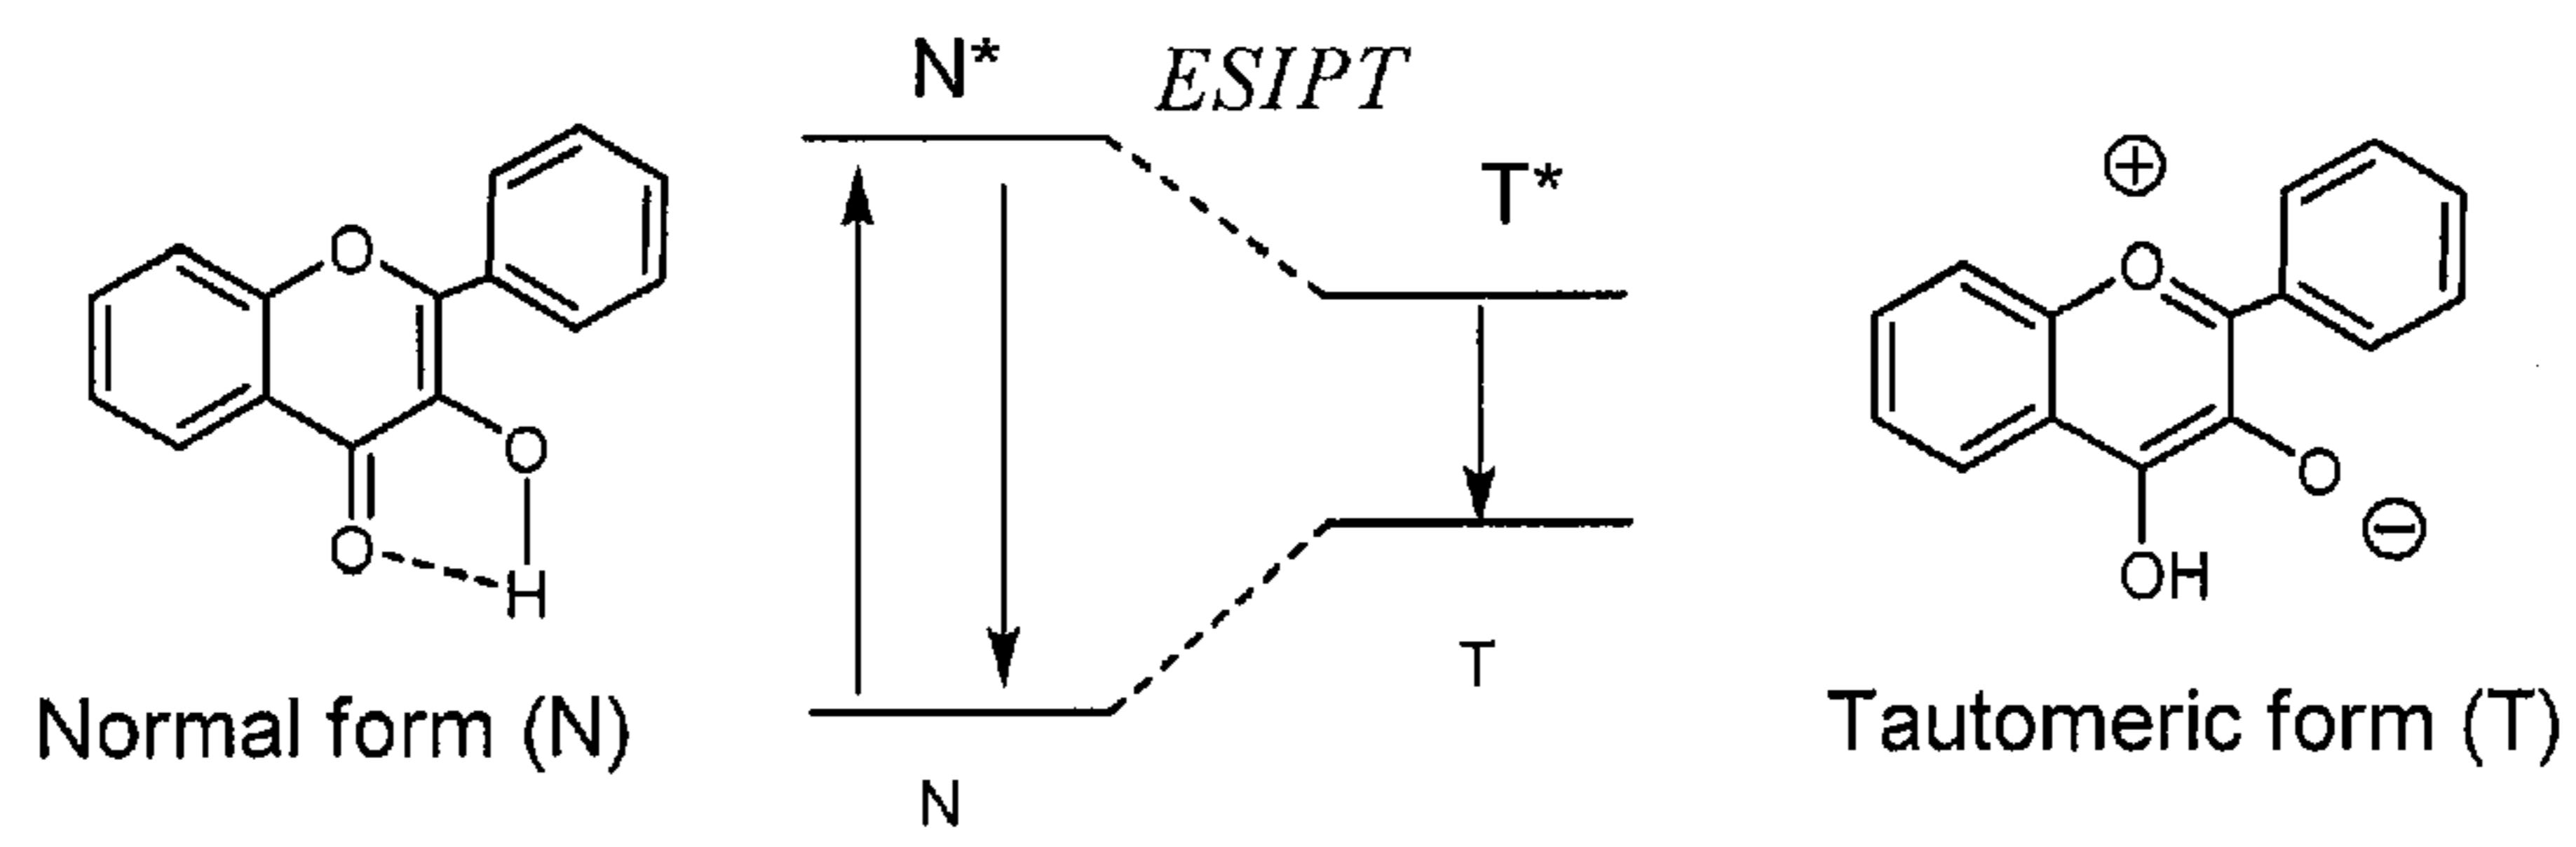 N*
ESIPT
T*
O
O
O
H
Normal form (N)
N
T
⊕
O
O
⊖
OH
Tautomeric form (T)